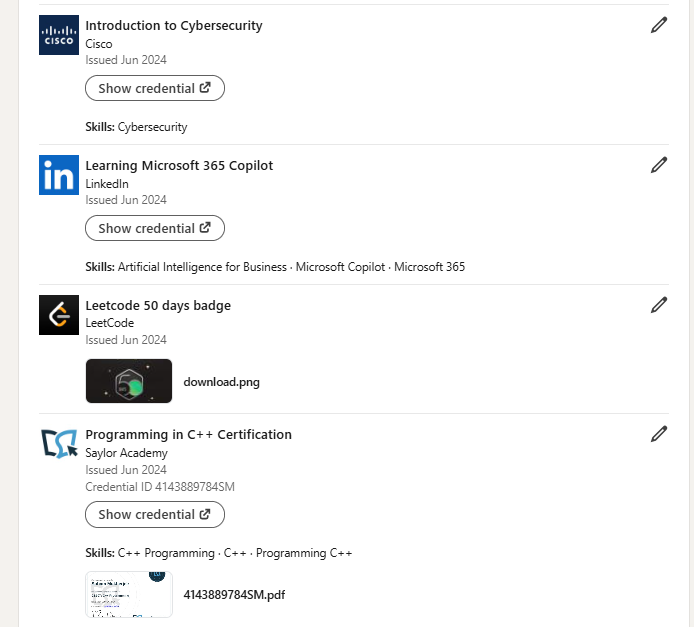 CISCO
Introduction to Cybersecurity
Cisco
Issued Jun 2024
Show credential
Skills: Cybersecurity
in
Learning Microsoft 365 Copilot
LinkedIn
Issued Jun 2024
Show credential
Skills: Artificial Intelligence for Business · Microsoft Copilot · Microsoft 365
Leetcode 50 days badge
LeetCode
Issued Jun 2024
50
download.png
Programming in C++ Certification
Saylor Academy
Issued Jun 2024
Credential ID 4143889784SM
Show credential
Skills: C++ Programming · C++ · Programming C++
4143889784SM.pdf